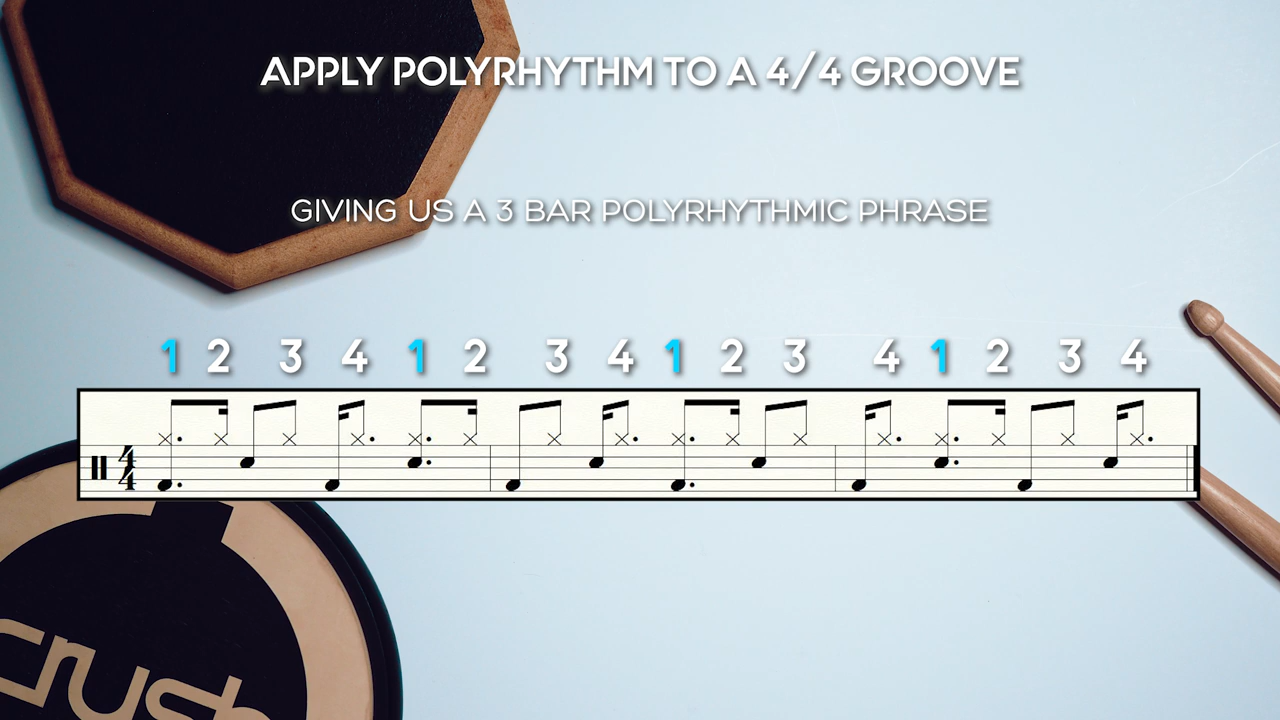 APPLY POLYRHYTHM TO A 4/4 GROOVE
GIVING US A 3 BAR POLYRHYTHMIC PHRASE
1 2 3 4 1 2 3 4 1 2 3 4 1 2 3 4
4
4
crush